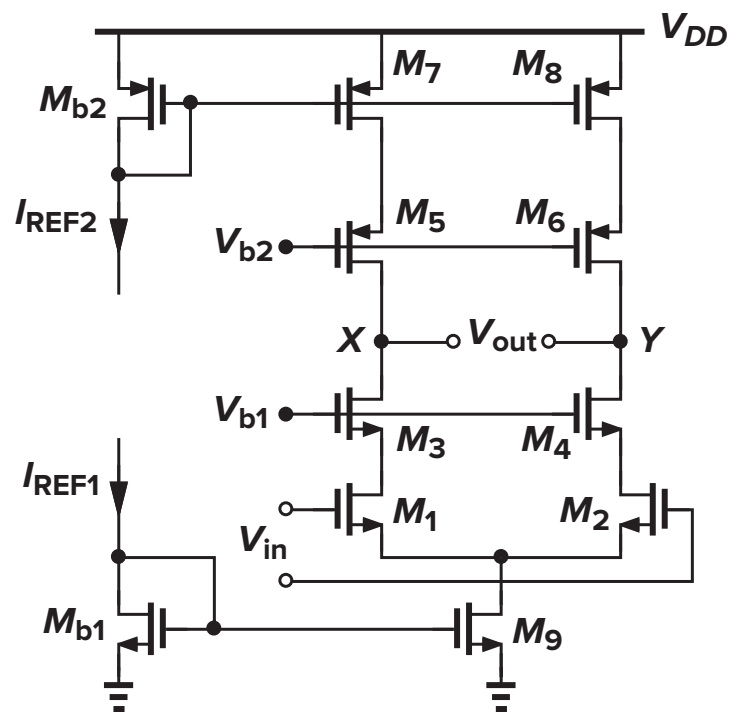 V_DD
M_7
M_8
M_b2
I_REF2
M_5
M_6
V_b2
X
V_out
Y
V_b1
M_3
M_4
I_REF1
M_1
M_2
V_in
M_b1
M_9